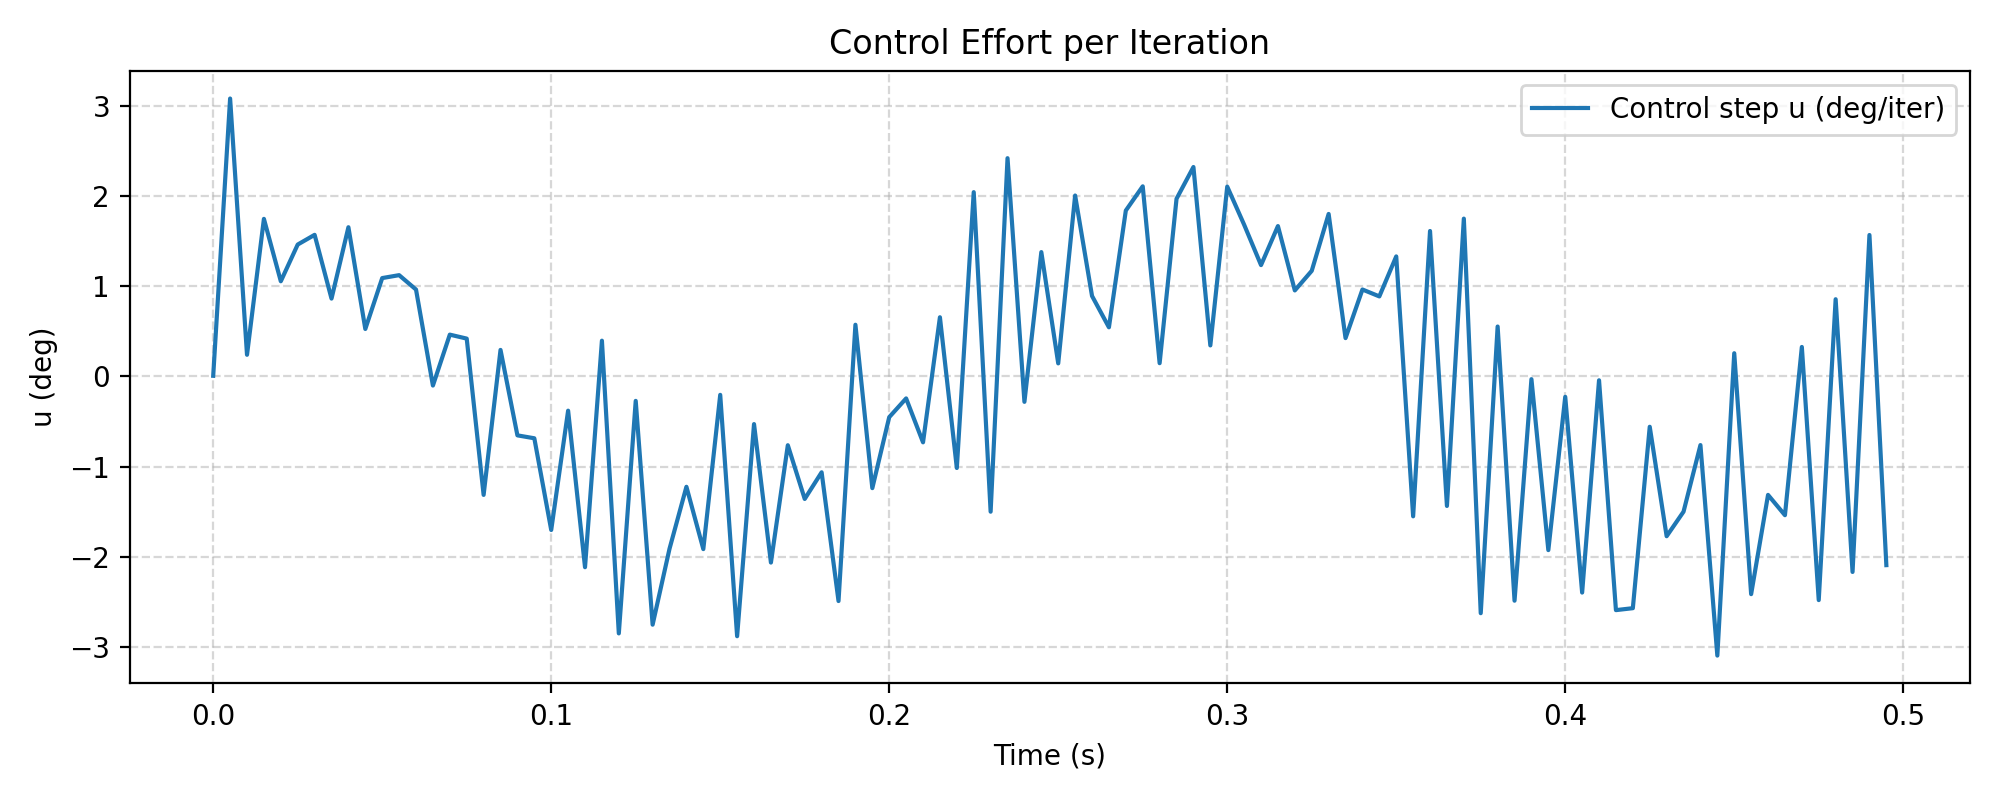 Control Effort per Iteration
Control step u (deg/iter)
3
2
1
0
−1
−2
−3
u (deg)
0.0 0.1 0.2 0.3 0.4 0.5
Time (s)